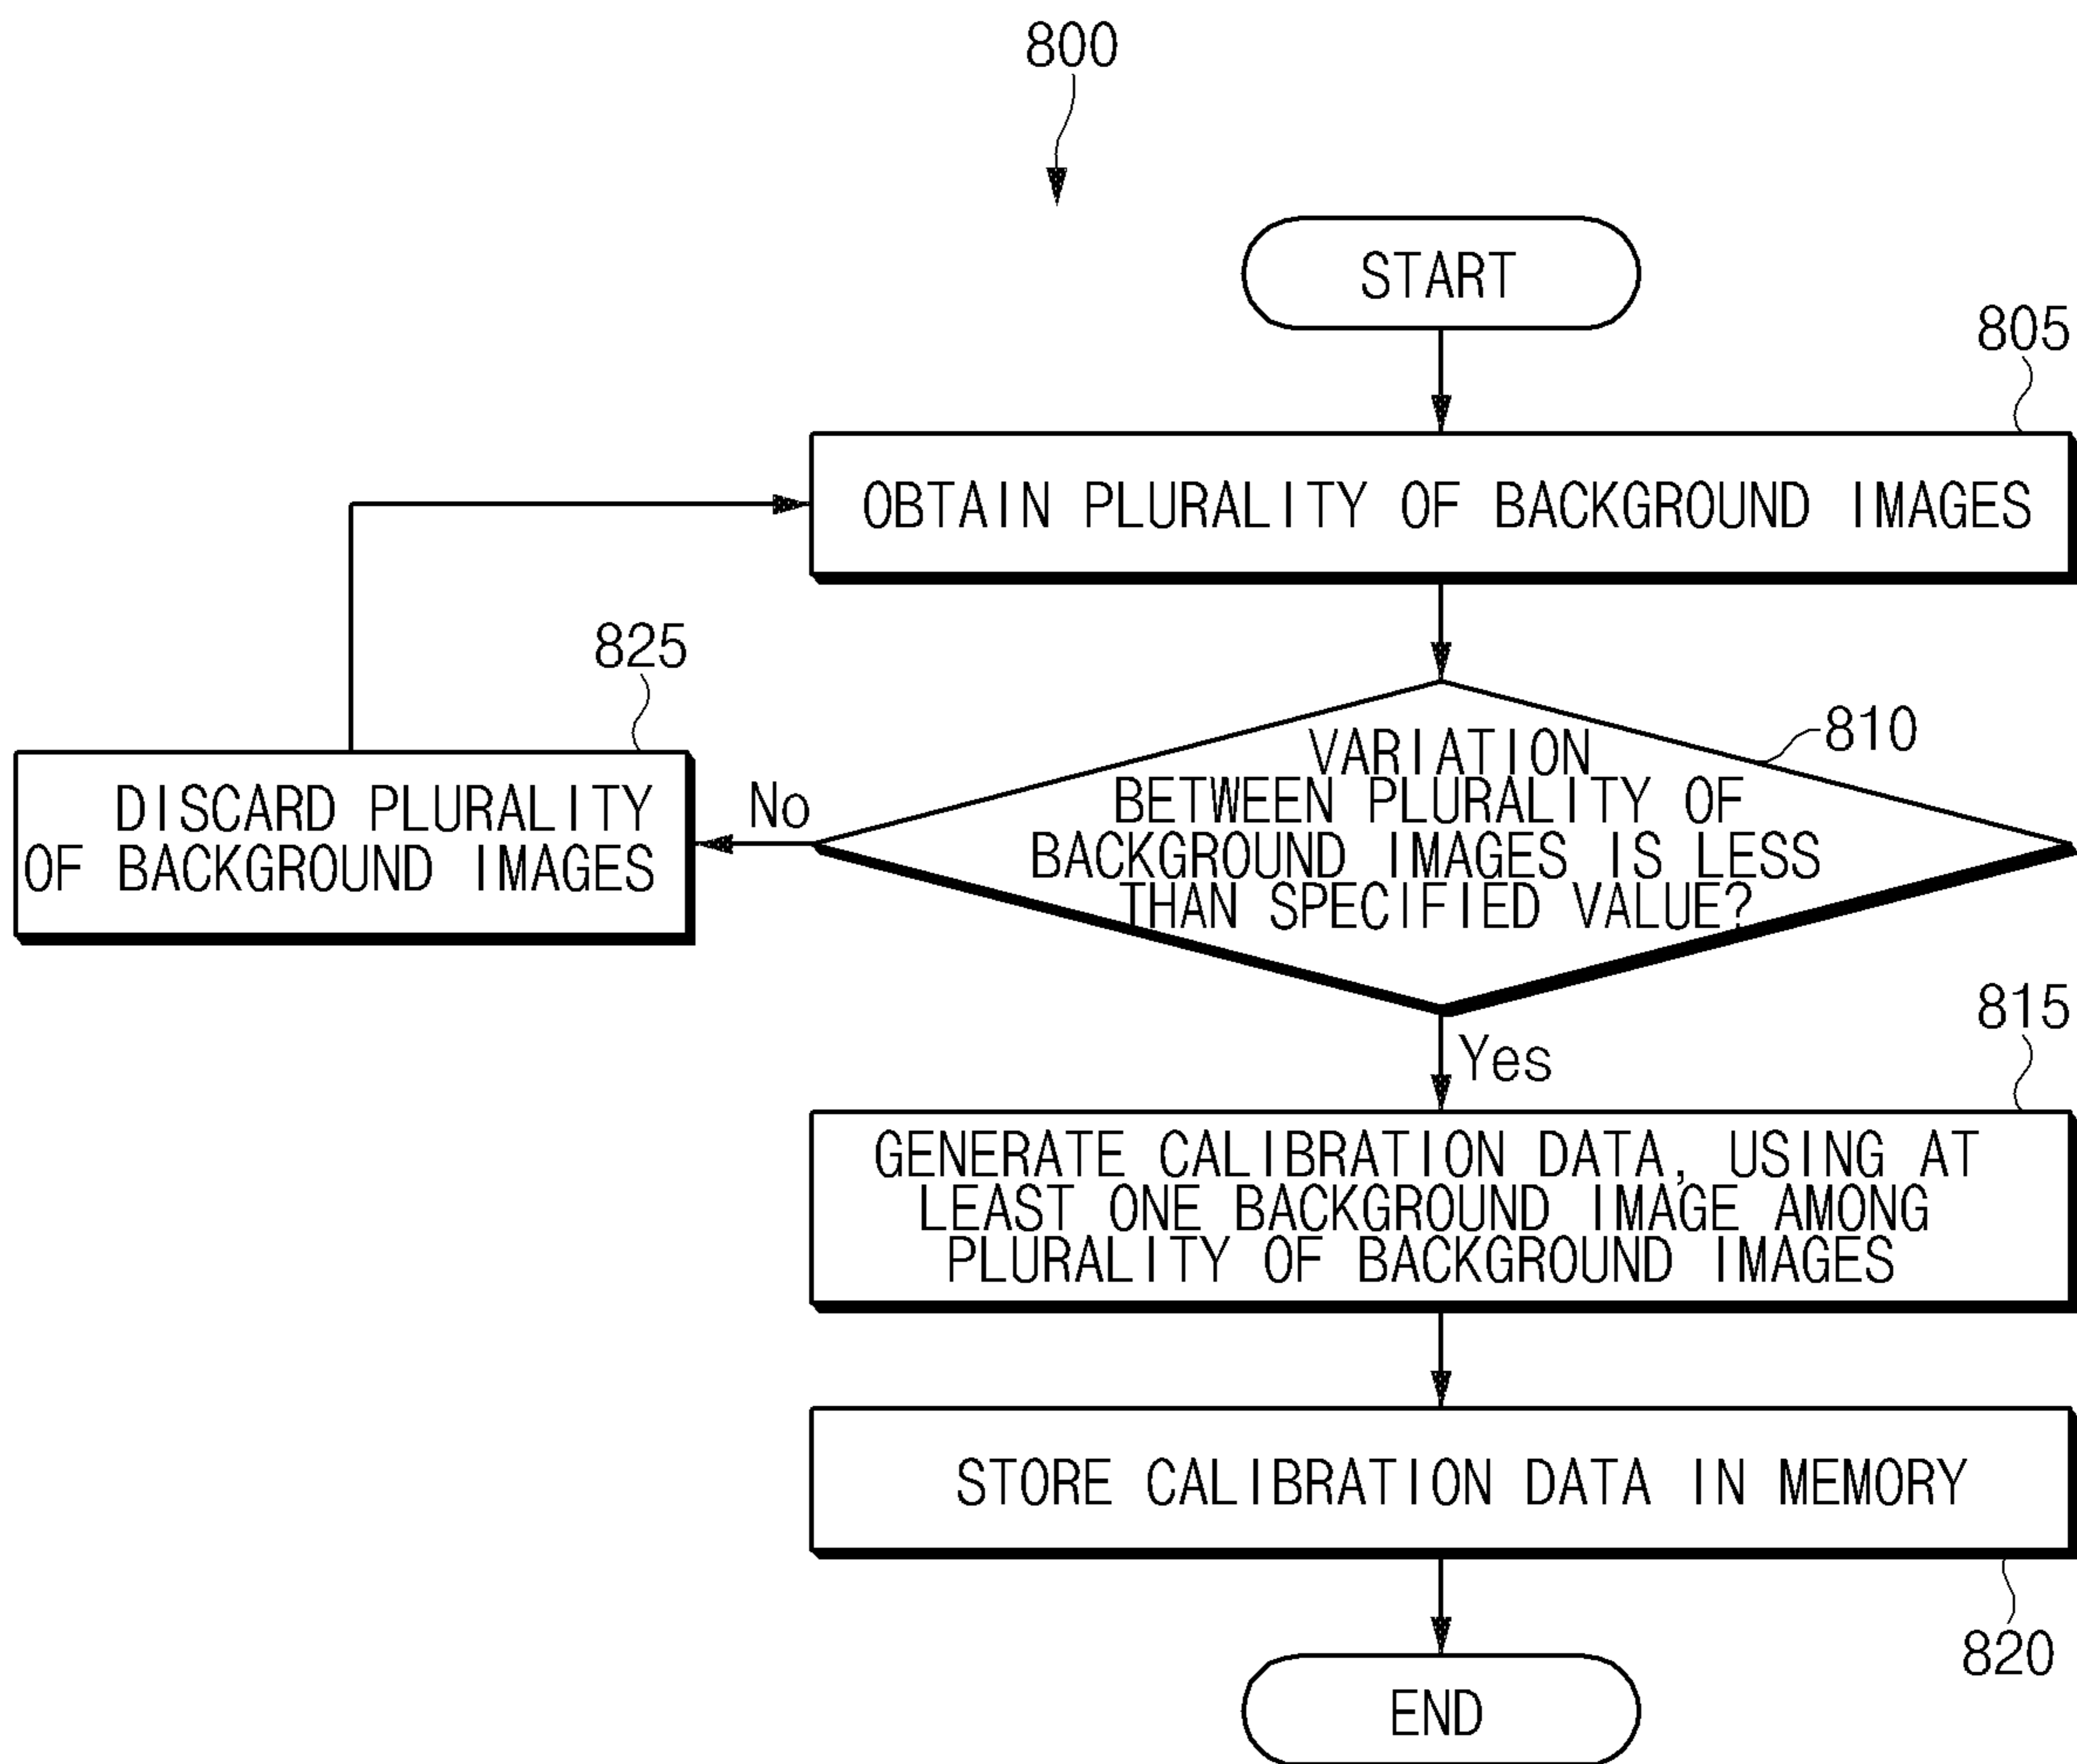 800
START
805
OBTAIN PLURALITY OF BACKGROUND IMAGES
825
810
VARIATION
BETWEEN PLURALITY OF
BACKGROUND IMAGES IS LESS
THAN SPECIFIED VALUE?
No
DISCARD PLURALITY
OF BACKGROUND IMAGES
Yes
815
GENERATE CALIBRATION DATA, USING AT
LEAST ONE BACKGROUND IMAGE AMONG
PLURALITY OF BACKGROUND IMAGES
STORE CALIBRATION DATA IN MEMORY
820
END